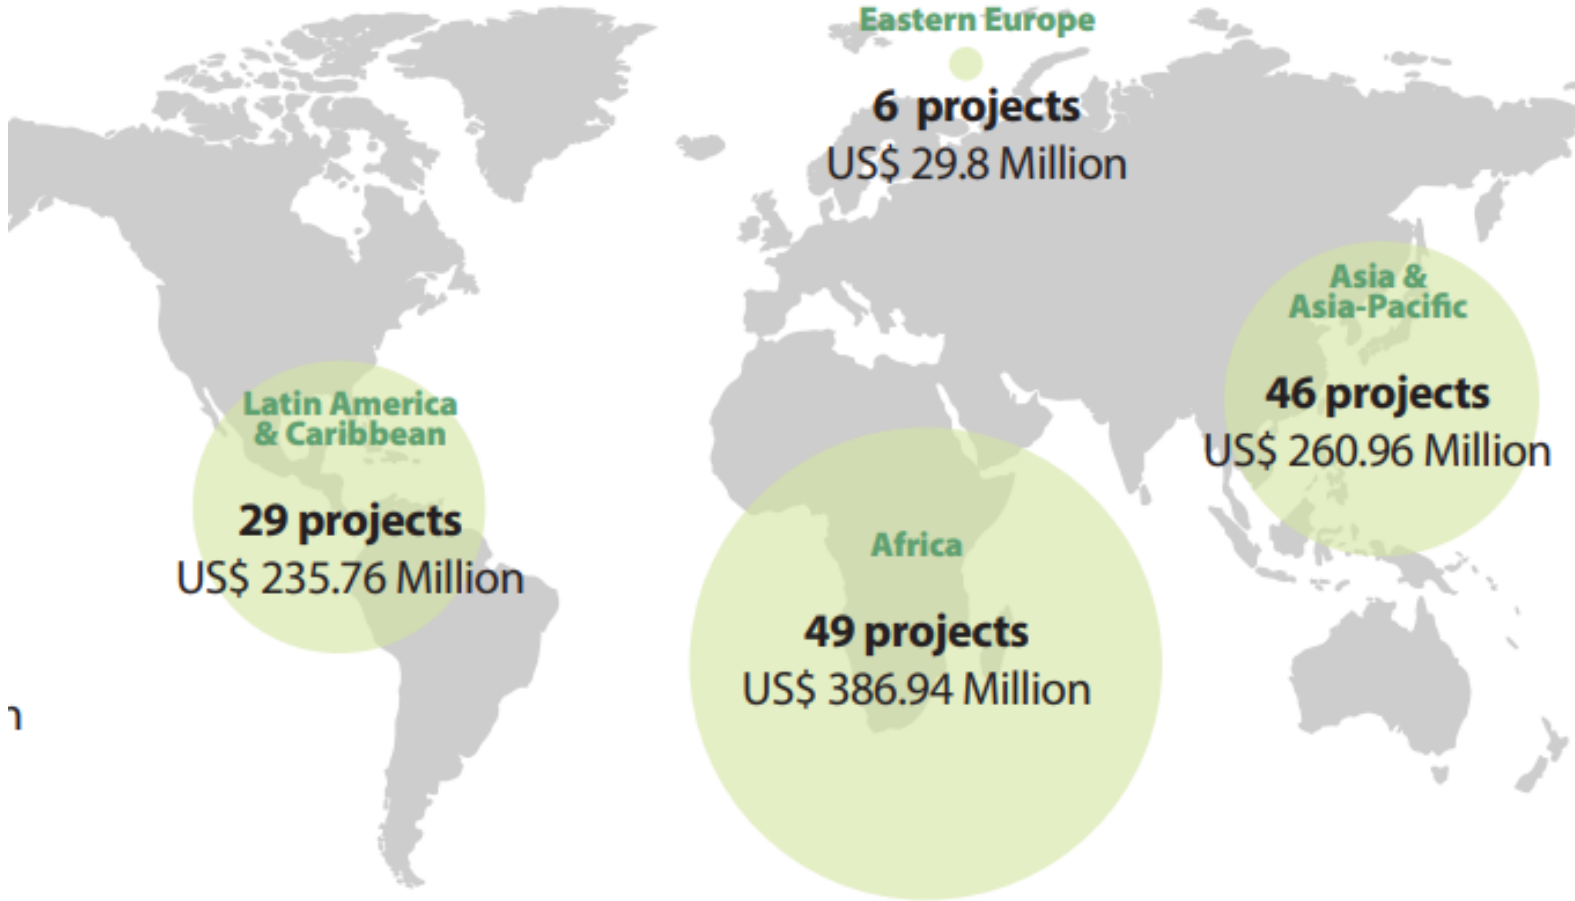 Eastern Europe
6 projects
US$ 29.8 Million
Asia &
Asia-Pacific
46 projects
US$ 260.96 Million
Latin America
& Caribbean
29 projects
US$ 235.76 Million
Africa
49 projects
US$ 386.94 Million
n